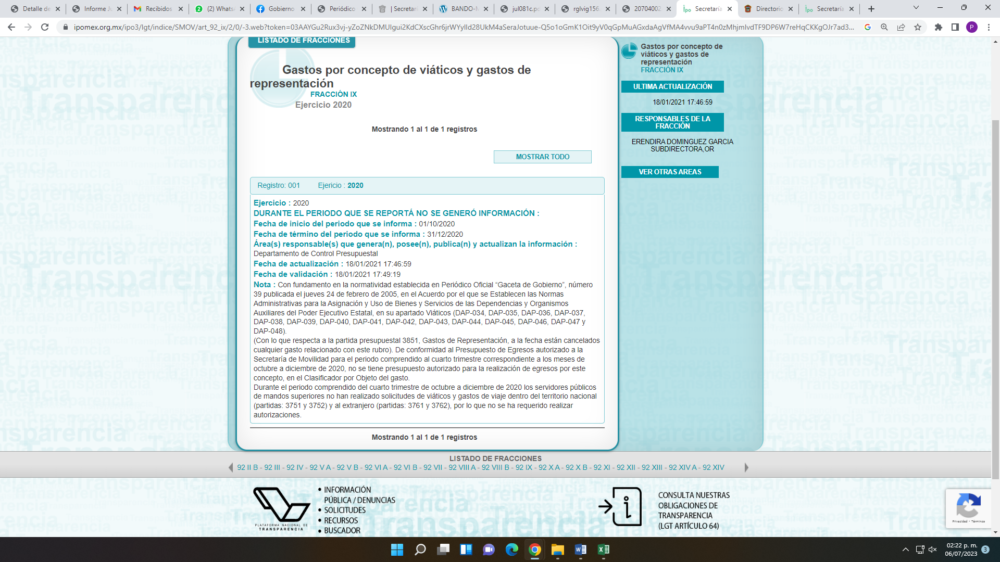 Detalle de
Informe Ju
Recibidos
(2) WhatsA
Gobierno
Periódico
| Secretarí
BANDO-M
jul081c.pd
rglvig156.
20704002
Secretaría
Directorio
Secretaría
ipomex.org.mx/ipo3/lgt/indice/SMOV/art_92_ix/2/0/-3.web?token=
LISTADO DE FRACCIONES
Gastos por concepto de viáticos y gastos de
representación
FRACCIÓN IX
Ejercicio 2020
Mostrando 1 al 1 de 1 registros
MOSTRAR TODO
Registro: 001 Ejericio : 2020
Ejercicio : 2020
DURANTE EL PERIODO QUE SE REPORTÁ NO SE GENERÓ INFORMACIÓN :
Fecha de inicio del periodo que se informa : 01/10/2020
Fecha de término del periodo que se informa : 31/12/2020
Área(s) responsable(s) que genera(n), posee(n), publica(n) y actualizan la información :
Departamento de Control Presupuestal
Fecha de actualización : 18/01/2021 17:46:59
Fecha de validación : 18/01/2021 17:49:19
Nota : Con fundamento en la normatividad establecida en Periódico Oficial “Gaceta de Gobierno”, número
39 publicada el jueves 24 de febrero de 2005, en el Acuerdo por el que se Establecen las Normas
Administrativas para la Asignación y Uso de Bienes y Servicios de las Dependencias y Organismos
Auxiliares del Poder Ejecutivo Estatal, en su apartado Viáticos (DAP-034, DAP-035, DAP-036, DAP-037,
DAP-038, DAP-039, DAP-040, DAP-041, DAP-042, DAP-043, DAP-044, DAP-045, DAP-046, DAP-047 y
DAP-048).
(Con lo que respecta a la partida presupuestal 3851, Gastos de Representación, a la fecha están cancelados
cualquier gasto relacionado con este rubro). De conformidad al Presupuesto de Egresos autorizado a la
Secretaría de Movilidad para el periodo comprendido al cuarto trimestre correspondiente a los meses de
octubre a diciembre de 2020, no se tiene presupuesto autorizado para la realización de egresos por este
concepto, en el Clasificador por Objeto del gasto.
Durante el periodo comprendido del cuarto trimestre de octubre a diciembre de 2020 los servidores públicos
de mandos superiores no han realizado solicitudes de viáticos y gastos de viaje dentro del territorio nacional
(partidas: 3751 y 3752) y al extranjero (partidas: 3761 y 3762), por lo que no se ha requerido realizar
autorizaciones.
Mostrando 1 al 1 de 1 registros
Gastos por concepto de
viáticos y gastos de
representación
FRACCIÓN IX
ULTIMA ACTUALIZACIÓN
18/01/2021 17:46:59
RESPONSABLES DE LA
FRACCIÓN
ERENDIRA DOMINGUEZ GARCIA
SUBDIRECTORA,OR
VER OTRAS AREAS
LISTADO DE FRACCIONES
92 II B - 92 III - 92 IV - 92 V A - 92 V B - 92 VI A - 92 VI B - 92 VII - 92 VIII A - 92 VIII B - 92 IX - 92 X A - 92 X B - 92 XI - 92 XII - 92 XIII - 92 XIV A - 92 XIV
PLATAFORMA NACIONAL DE
TRANSPARENCIA
• INFORMACIÓN
PÚBLICA / DENUNCIAS
• SOLICITUDES
• RECURSOS
• BUSCADOR
CONSULTA NUESTRAS
OBLIGACIONES DE
TRANSPARENCIA
(LGT ARTÍCULO 64)
Privacidad - Términos
02:22 p. m.
06/07/2023
3